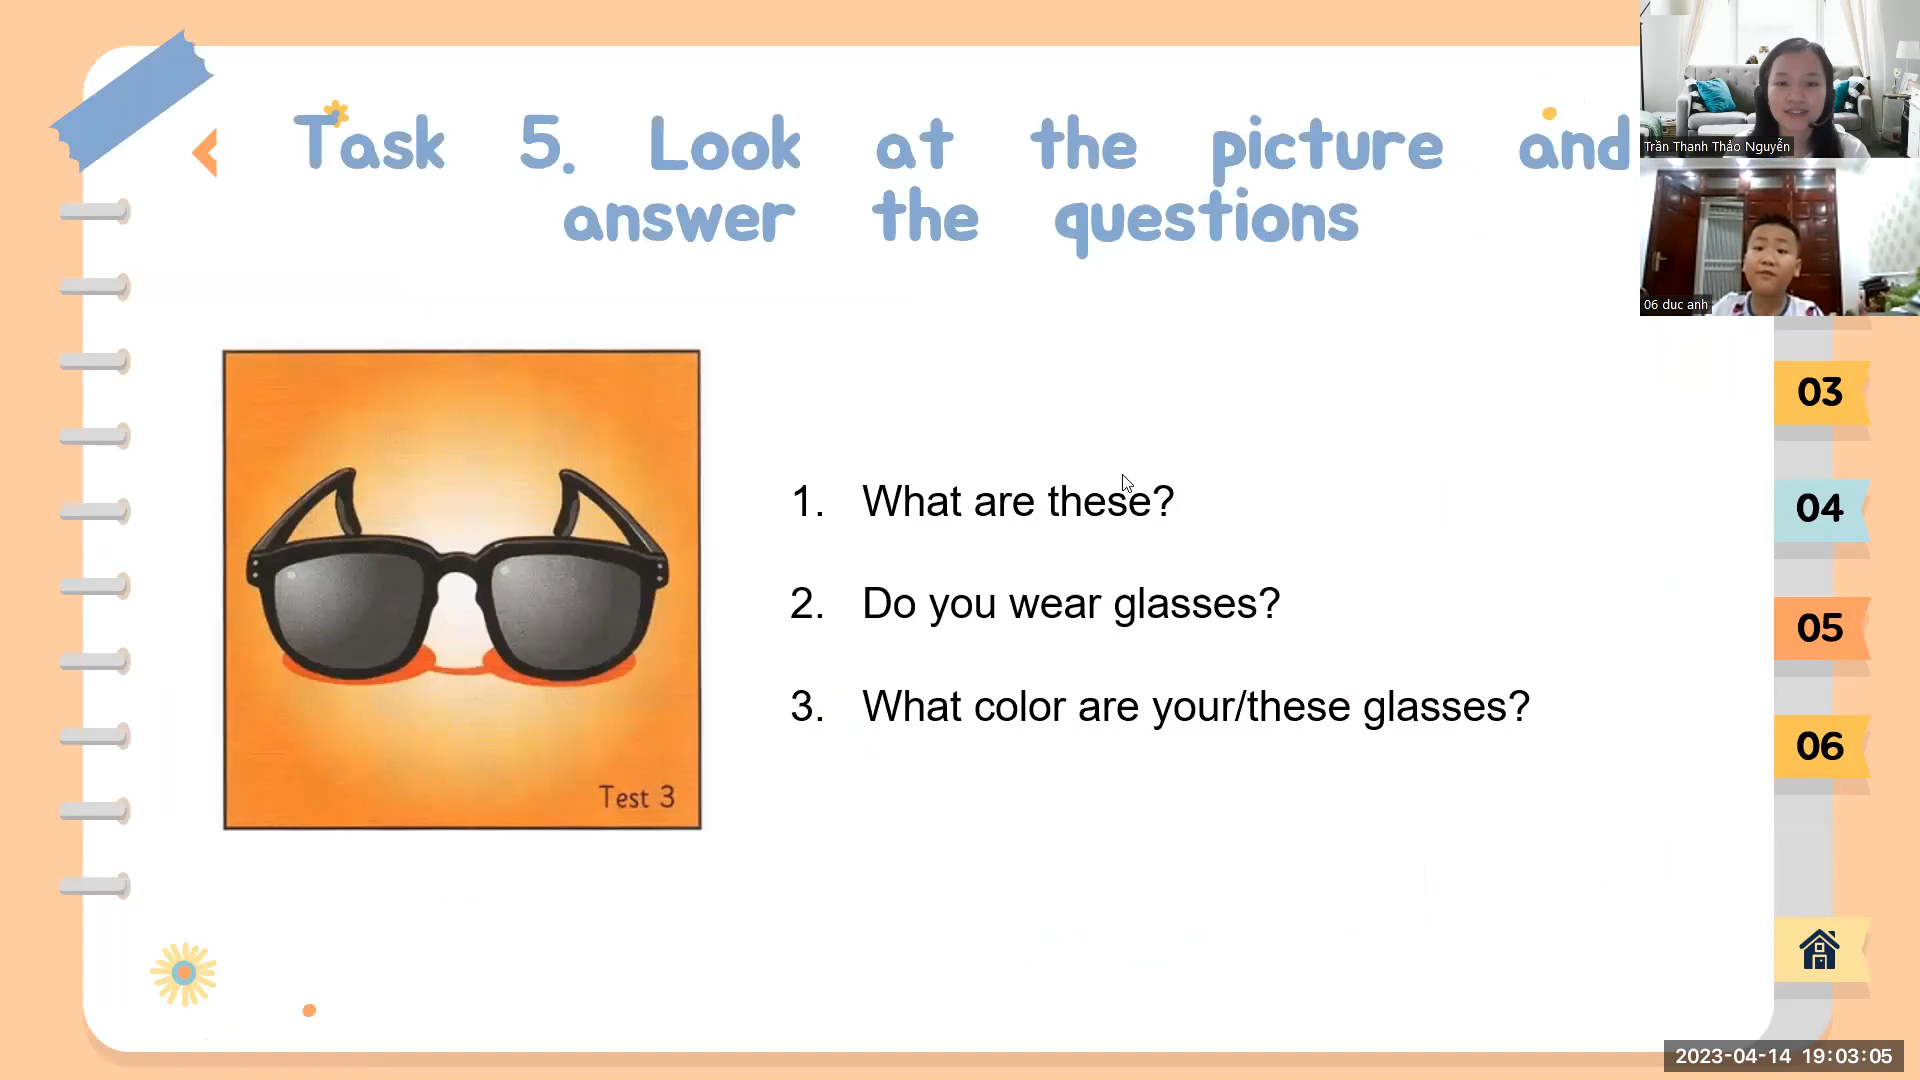 Task 5. Look at the picture and
answer the questions
Trần Thanh Thảo Nguyễn
06 duc anh
1. What are these?
2. Do you wear glasses?
3. What color are your/these glasses?
Test 3
03
04
05
06
2023-04-14 19:03:05